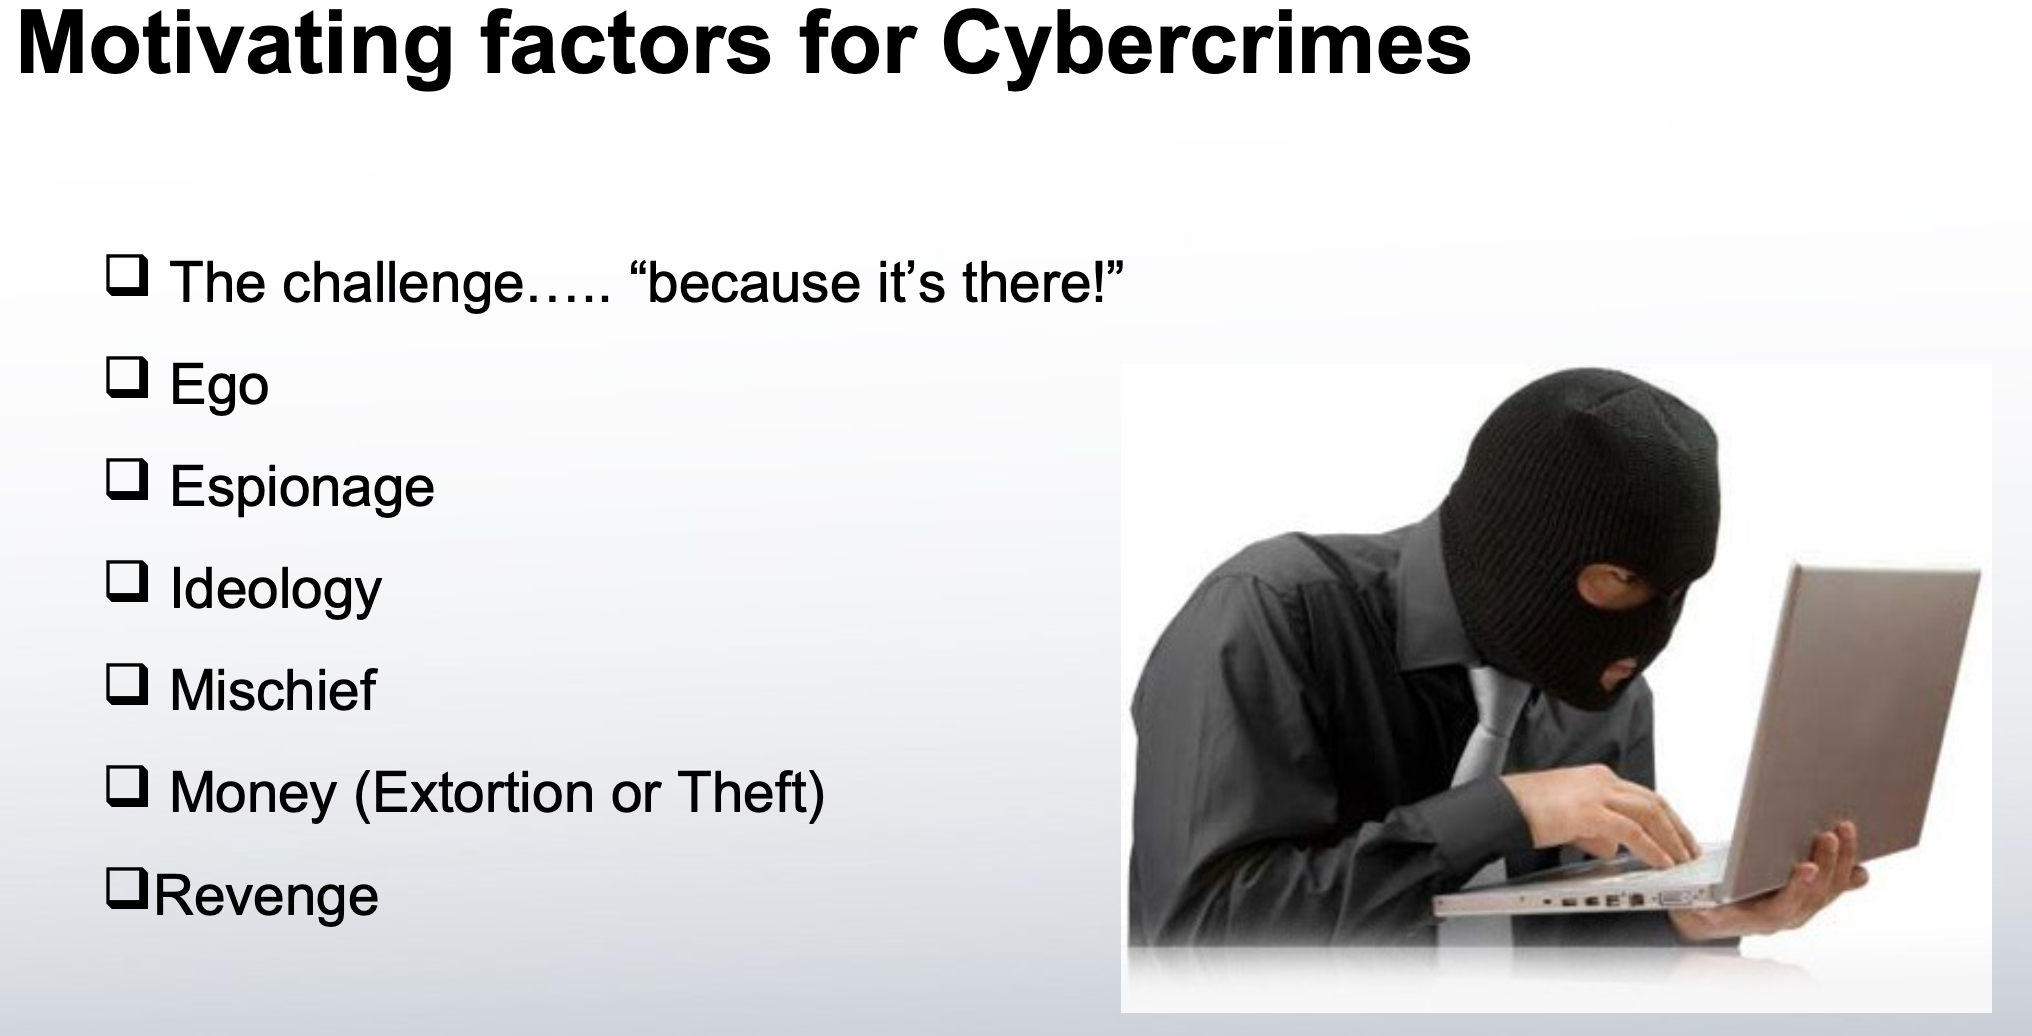 Motivating factors for Cybercrimes
The challenge..... “because it’s there!”
Ego
Espionage
Ideology
Mischief
Money (Extortion or Theft)
Revenge